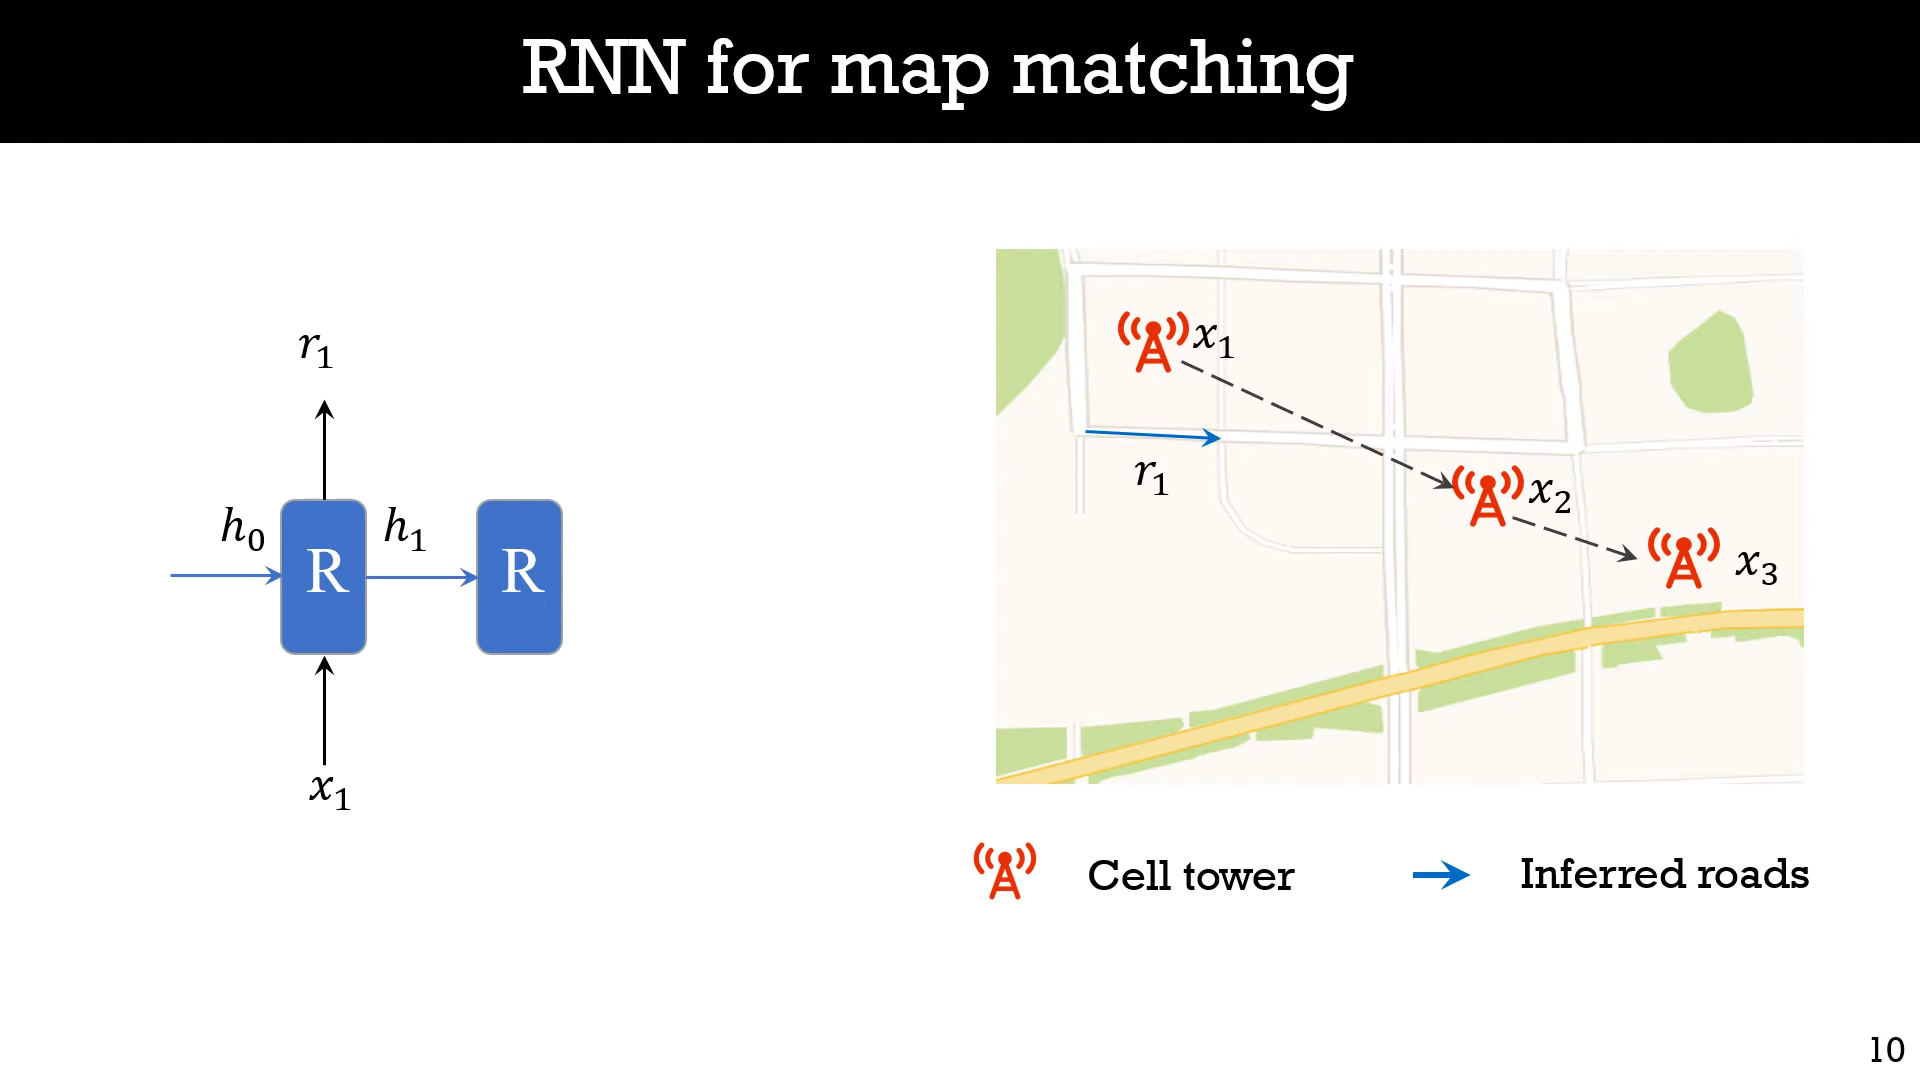 RNN for map matching
r₁
h₀
h₁
R
R
x₁
x₁
r₁
x₂
x₃
Cell tower
Inferred roads
10